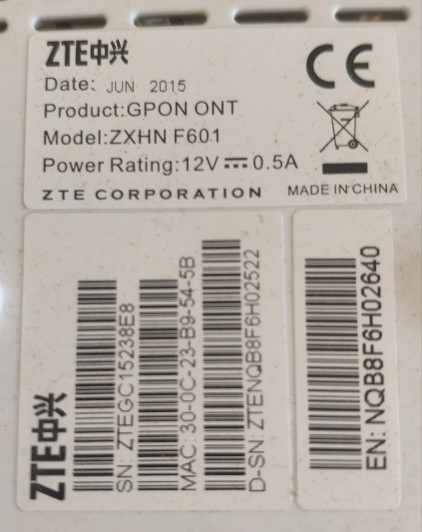 ZTE中兴
Date: JUN 2015
Product:GPON ONT
Model:ZXHN F601
Power Rating:12V 0.5A
ZTE CORPORATION
CE
MADE IN CHINA
ZTE中兴
SN: ZTEGC15238E8
MAC: 30-0C-23-B9-54-5B
D-SN: ZTENQB8F6H02522
EN: NQB8F6H02640